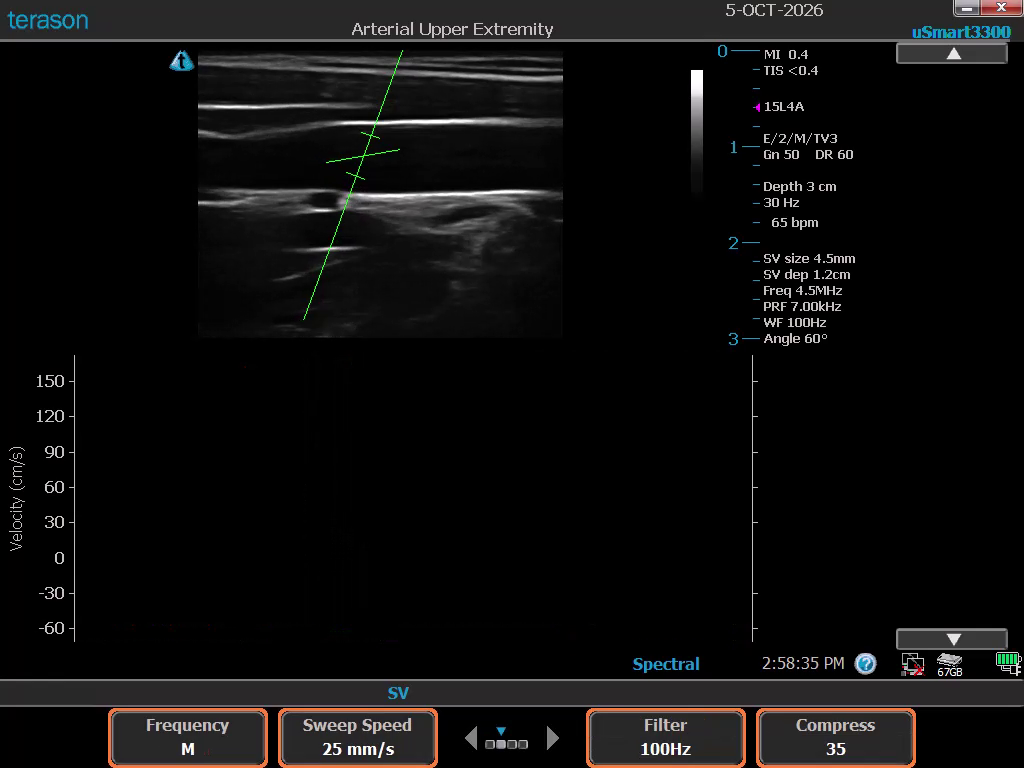 terason
Arterial Upper Extremity
5-OCT-2026
uSmart3300
t
0
MI 0.4
TIS <0.4
15L4A
1
E/2/M/TV3
Gn 50 DR 60
Depth 3 cm
30 Hz
65 bpm
2
SV size 4.5mm
SV dep 1.2cm
Freq 4.5MHz
PRF 7.00kHz
WF 100Hz
3
Angle 60°
150
120
90
60
30
0
-30
-60
Velocity (cm/s)
Spectral
2:58:35 PM
?
67GB
SV
Frequency
M
Sweep Speed
25 mm/s
Filter
100Hz
Compress
35